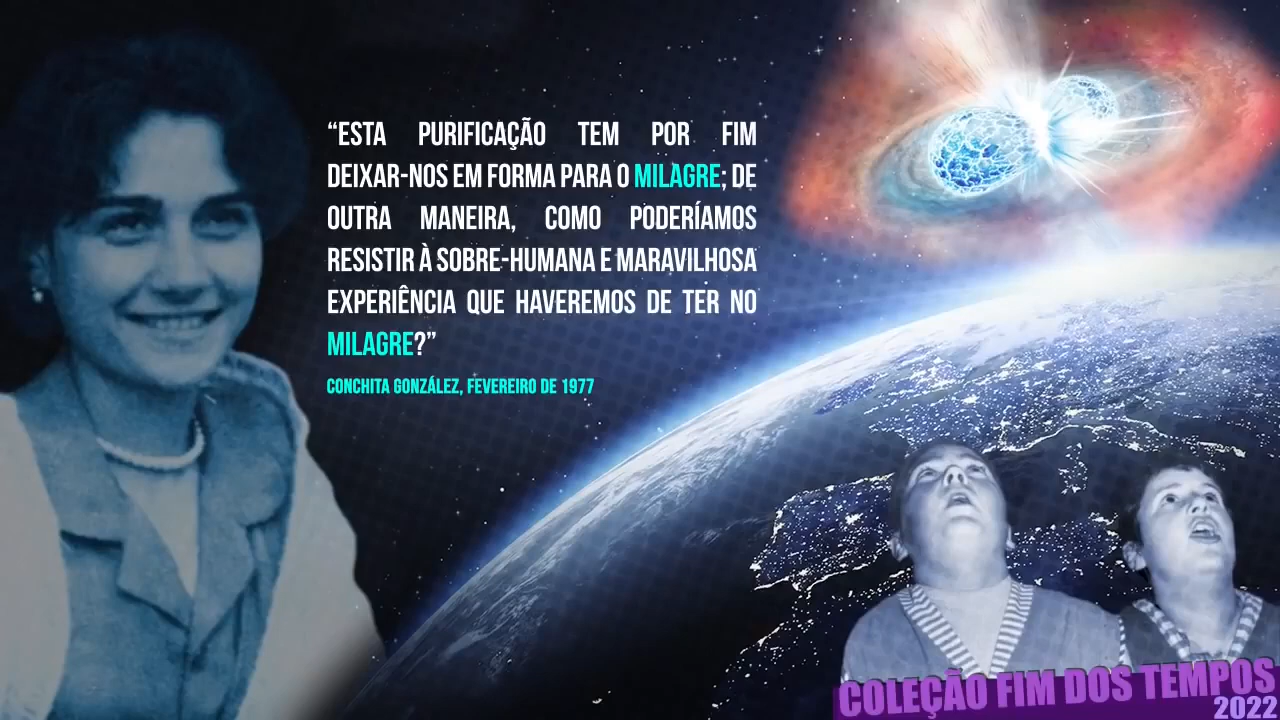 “ESTA PURIFICAÇÃO TEM POR FIM
DEIXAR-NOS EM FORMA PARA O MILAGRE; DE
OUTRA MANEIRA, COMO PODERÍAMOS
RESISTIR À SOBRE-HUMANA E MARAVILHOSA
EXPERIÊNCIA QUE HAVEREMOS DE TER NO
MILAGRE?”
CONCHITA GONZÁLEZ, FEVEREIRO DE 1977
COLEÇÃO FIM DOS TEMPOS
2022